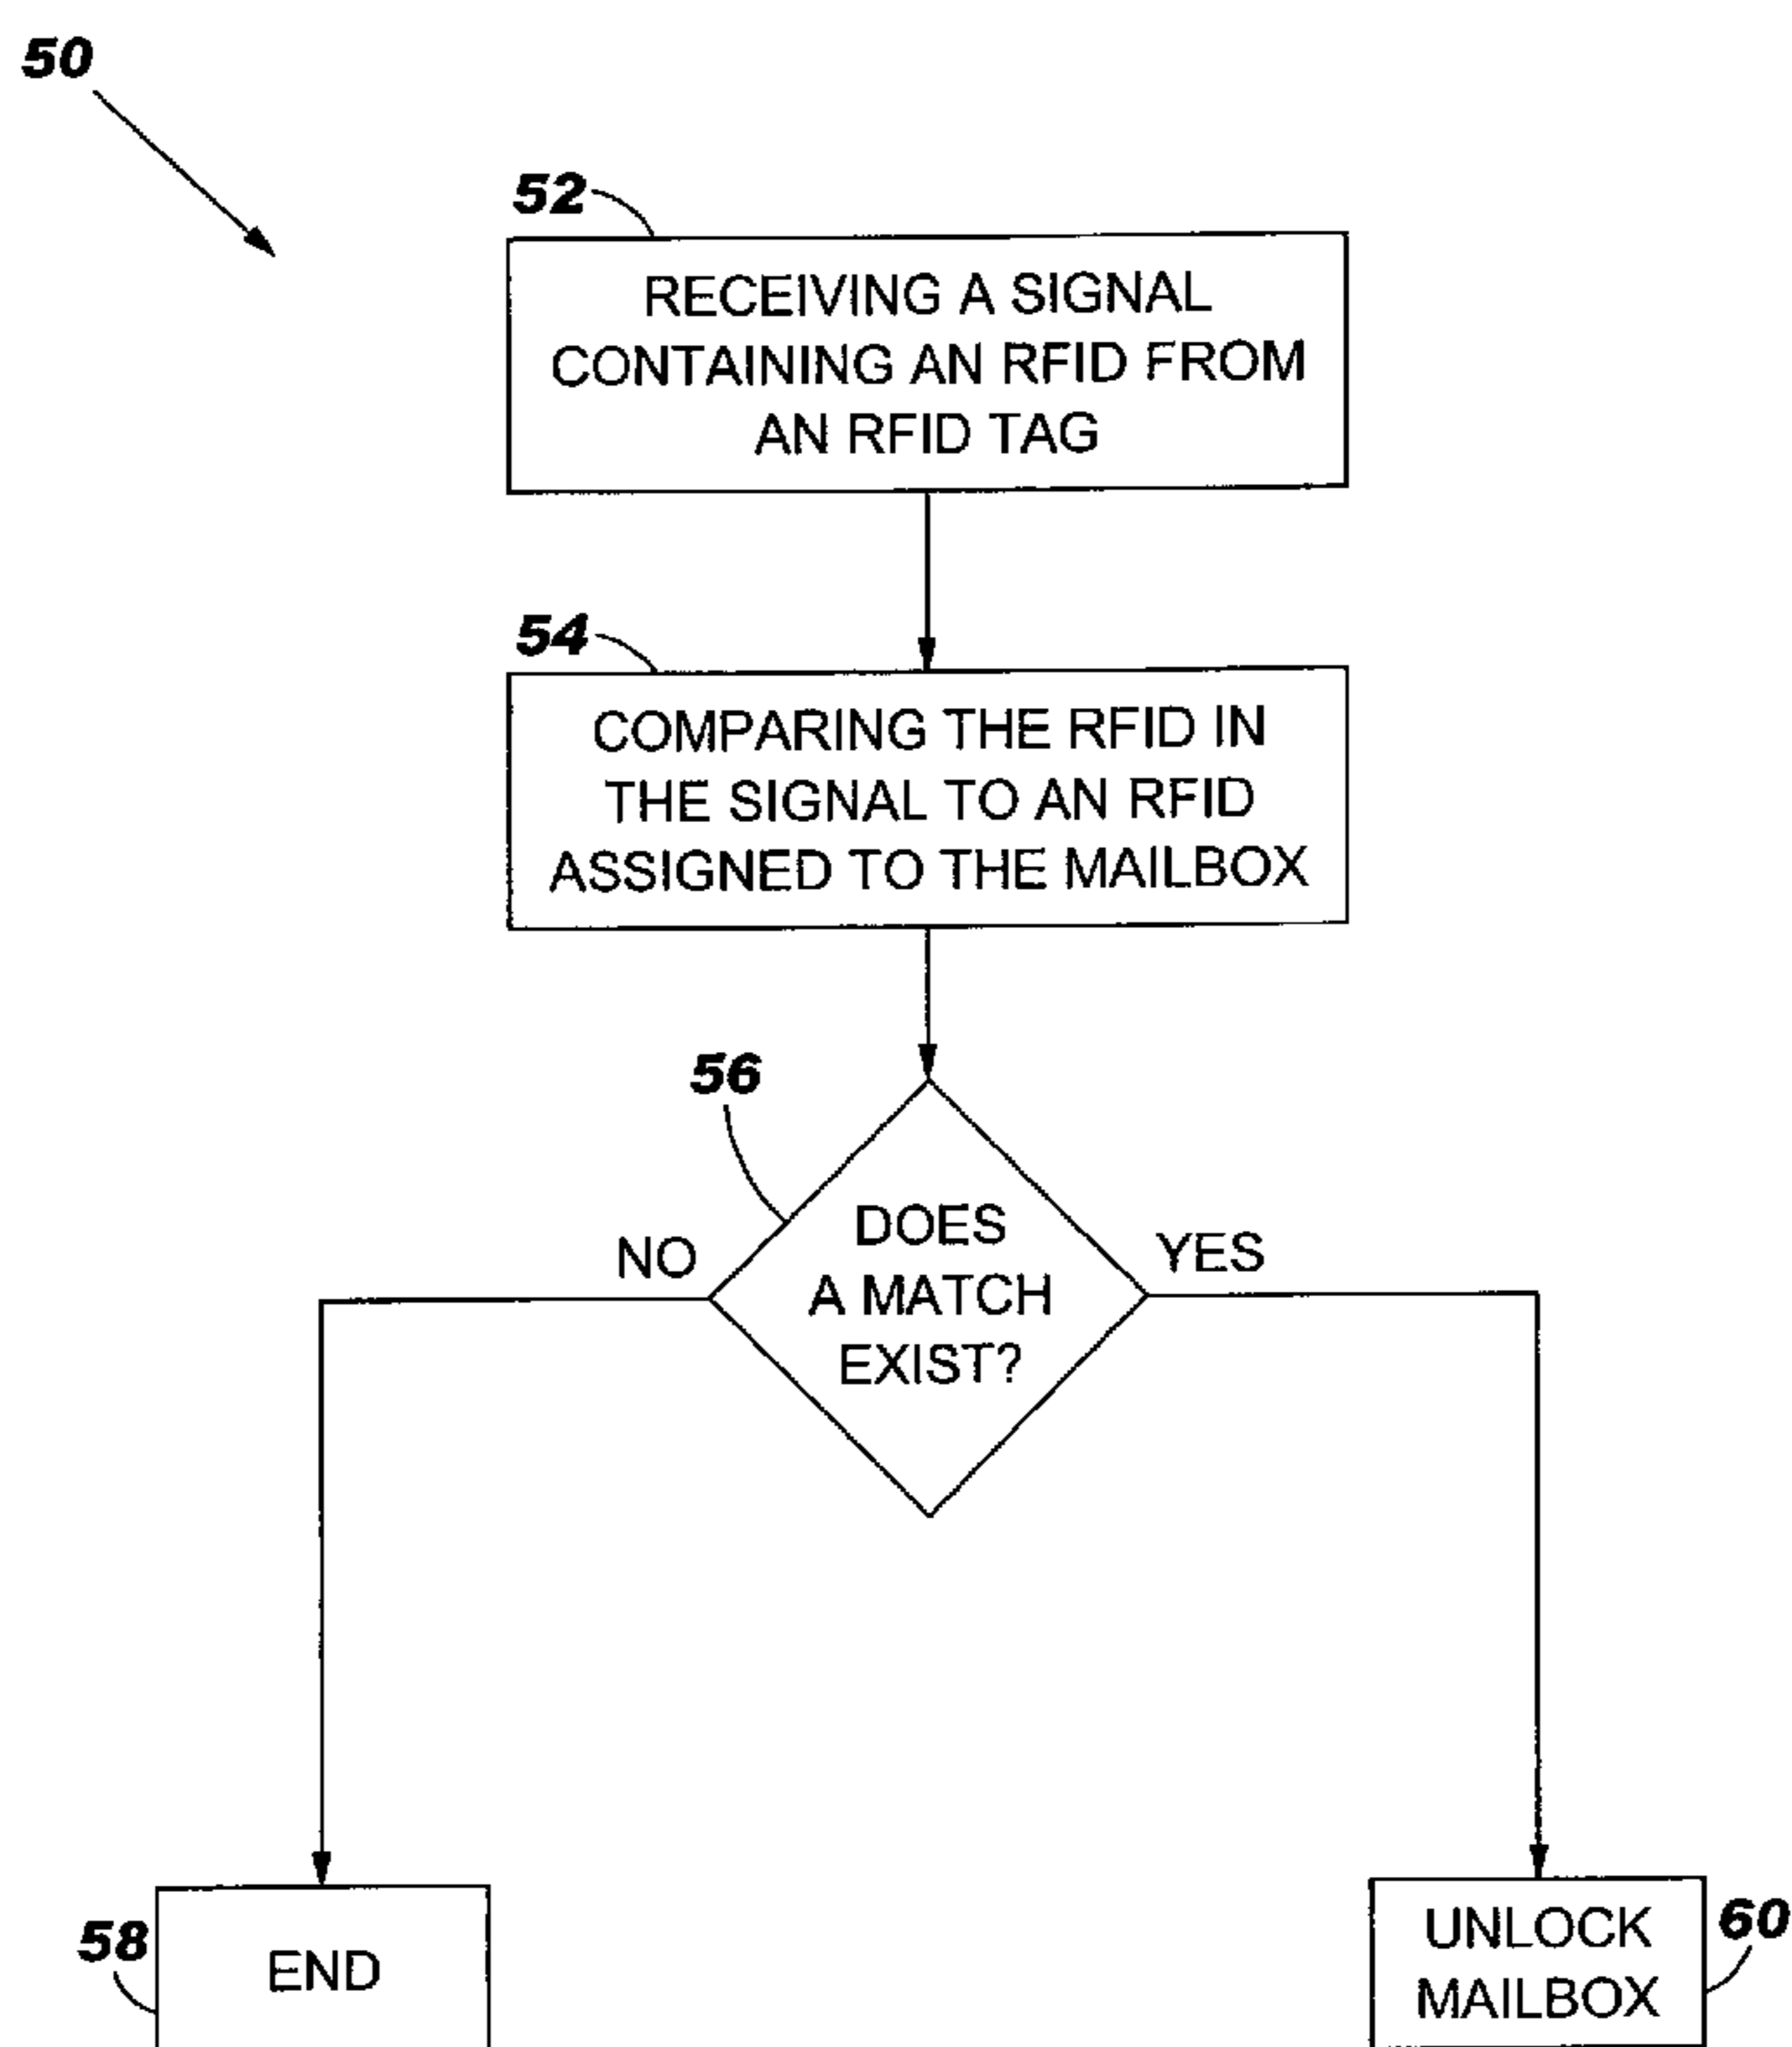 50
52
RECEIVING A SIGNAL
CONTAINING AN RFID FROM
AN RFID TAG
54
COMPARING THE RFID IN
THE SIGNAL TO AN RFID
ASSIGNED TO THE MAILBOX
56
DOES
A MATCH
EXIST?
NO
YES
58
END
UNLOCK
MAILBOX
60